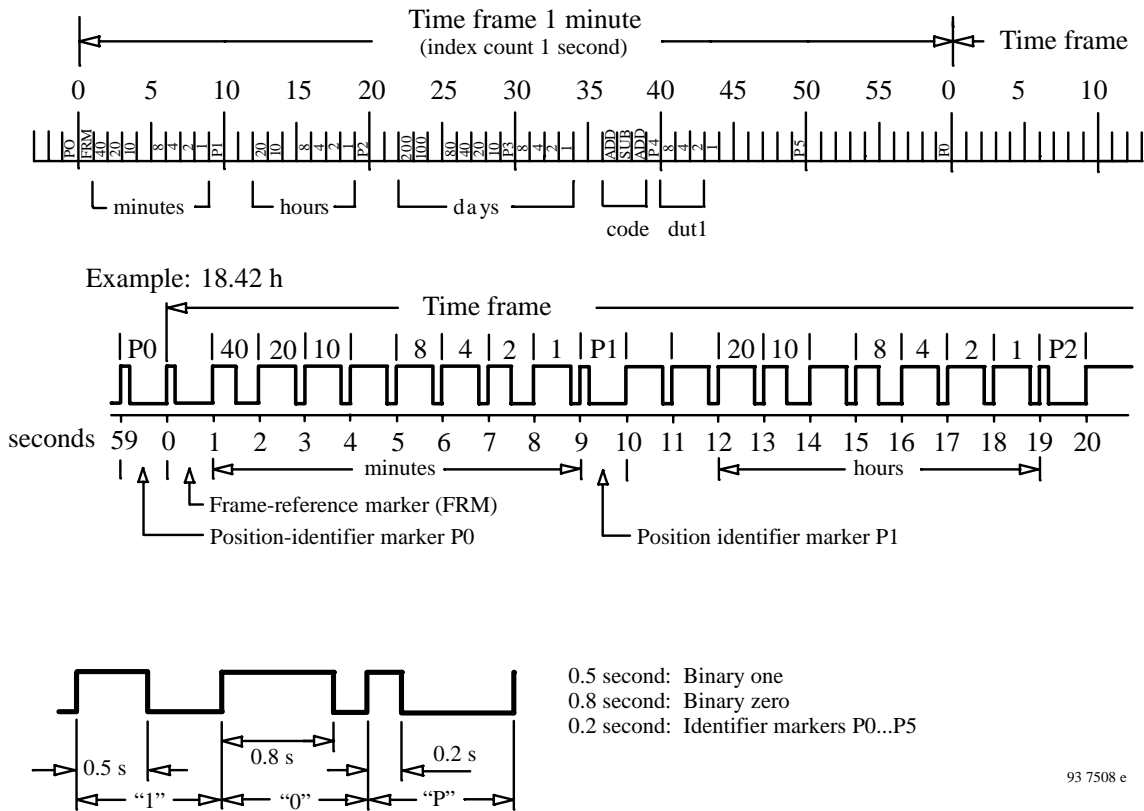 Time frame 1 minute
(index count 1 second)
Time frame
0 5 10 15 20 25 30 35 40 45 50 55 0 5 10
PO FRM 40 20 10 8 4 2 1 P1 20 10 8 4 2 1 P2 200 100 80 40 20 10 P3 8 4 2 1 ADD SUB ADD P4 8 4 2 1 P5 P0
minutes hours days
code dut1
Example: 18.42 h
Time frame
P0 40 20 10 8 4 2 1 P1 20 10 8 4 2 1 P2
seconds 59 0 1 2 3 4 5 6 7 8 9 10 11 12 13 14 15 16 17 18 19 20
minutes hours
Frame-reference marker (FRM)
Position-identifier marker P0 Position identifier marker P1
0.5 second: Binary one
0.8 second: Binary zero
0.2 second: Identifier markers P0...P5
0.5 s 0.8 s 0.2 s
“1” “0” “P”
93 7508 e